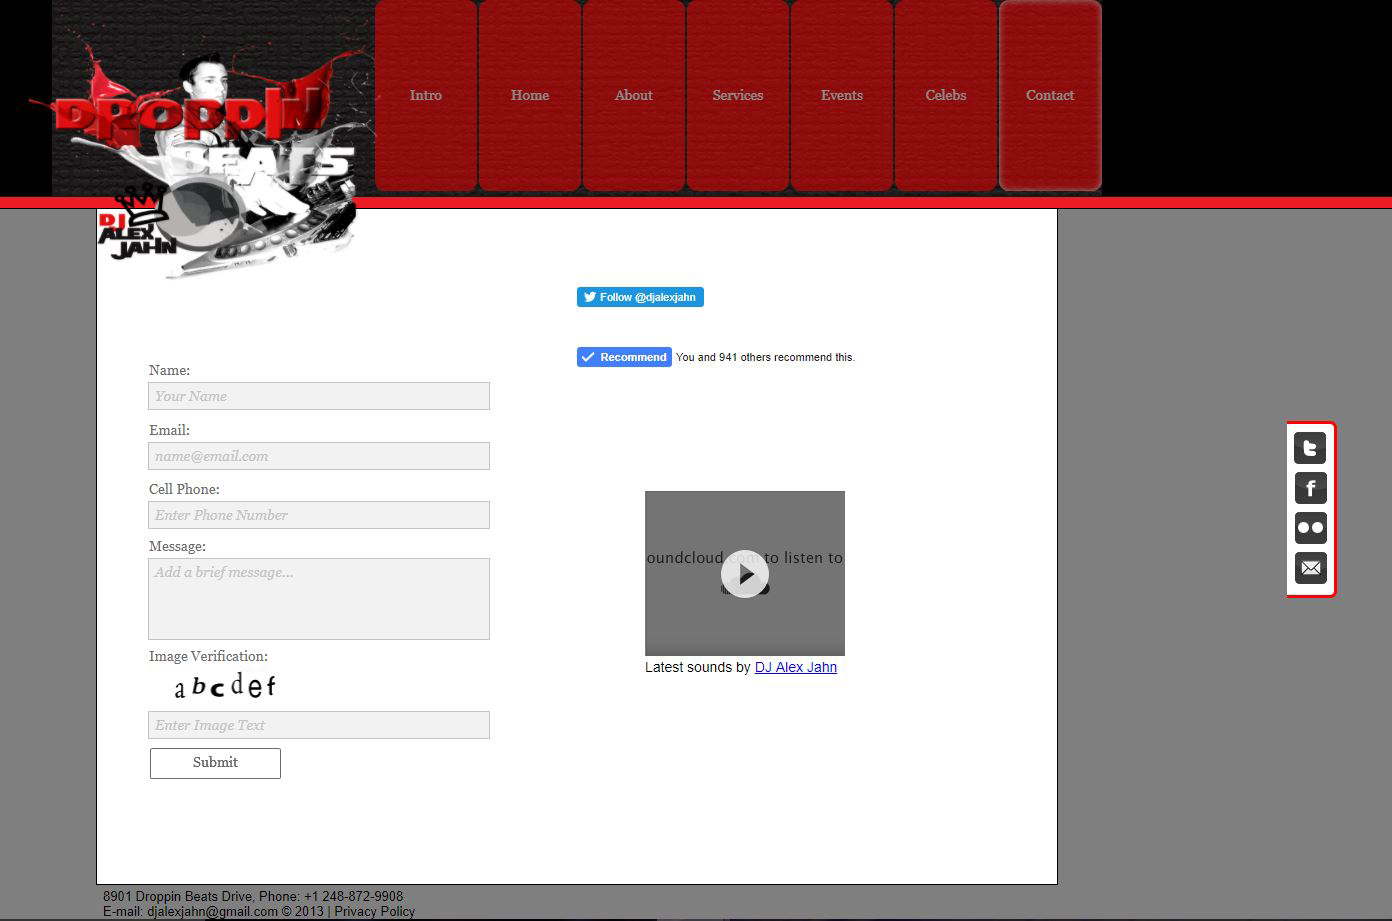 DROPPIN
BEATS
DJ
ALEX
JAHN
Intro
Home
About
Services
Events
Celebs
Contact
Follow @djalexjahn
Recommend You and 941 others recommend this.
Name:
Your Name
Email:
name@email.com
Cell Phone:
Enter Phone Number
Message:
Add a brief message...
Image Verification:
abcdef
Enter Image Text
Submit
oundcloud.com to listen to
Latest sounds by DJ Alex Jahn
8901 Droppin Beats Drive, Phone: +1 248-872-9908
E-mail: djalexjahn@gmail.com © 2013 | Privacy Policy